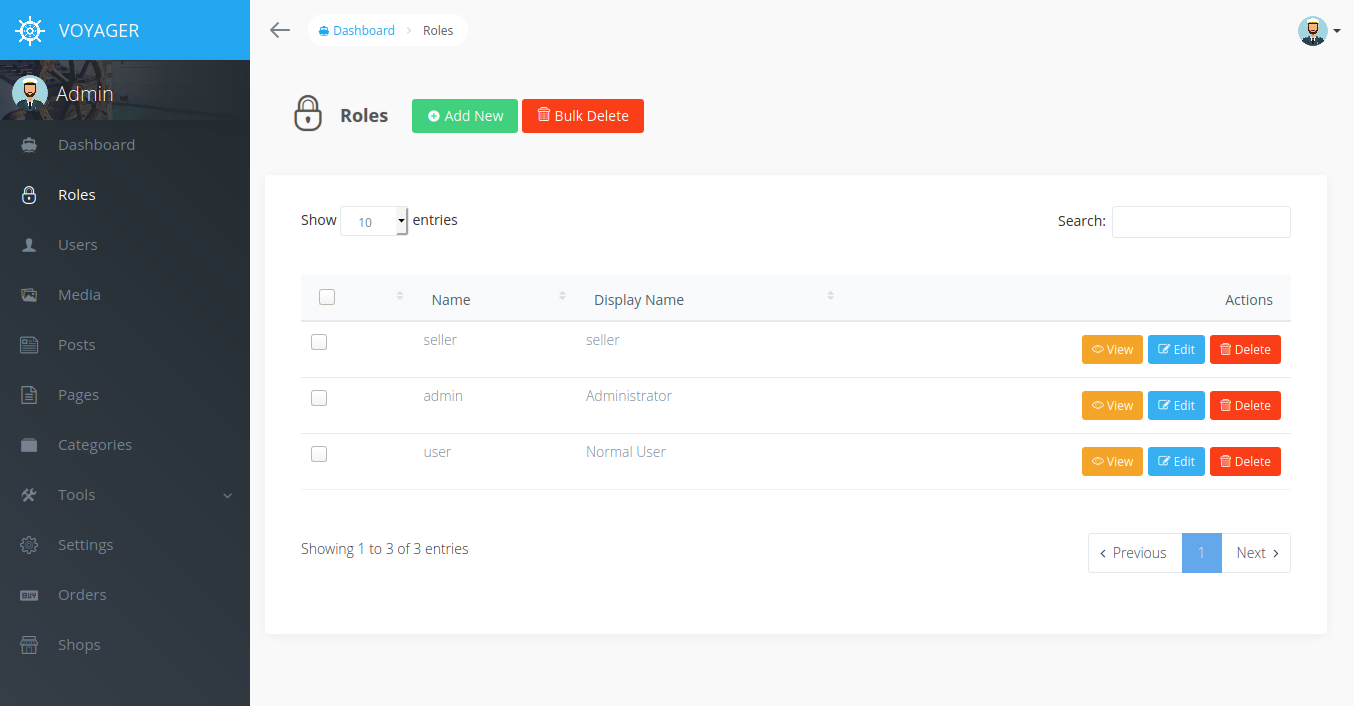 VOYAGER
Admin
Dashboard
Roles
Users
Media
Posts
Pages
Categories
Tools
Settings
BUY Orders
Shops
Dashboard > Roles
Roles Add New Bulk Delete
Show 10 entries Search:
Name Display Name Actions
seller seller View Edit Delete
admin Administrator View Edit Delete
user Normal User View Edit Delete
Showing 1 to 3 of 3 entries ‹ Previous 1 Next ›